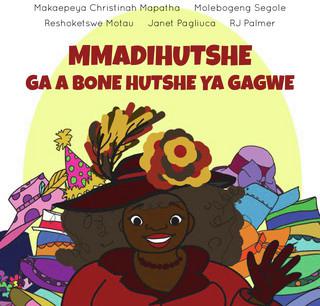 Makaepeya Christinah Mapatha Molebogeng Segole
Reshoketswe Motau Janet Pagliuca RJ Palmer
MMADIHUTSHE
GA A BONE HUTSHE YA GAGWE